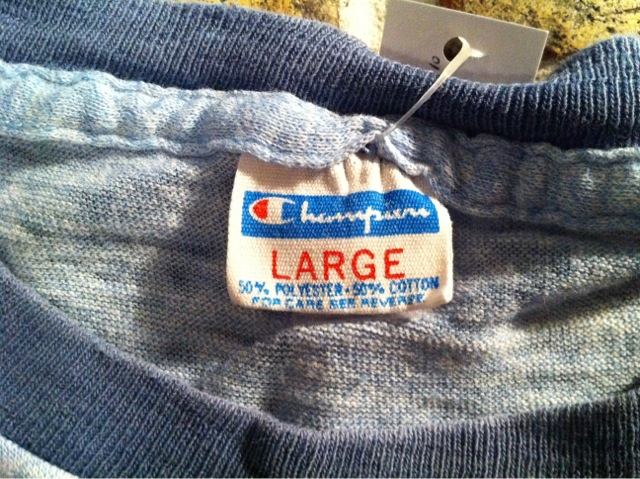 Champion
LARGE
50% POLYESTER·50% COTTON
FOR CARE SEE REVERSE